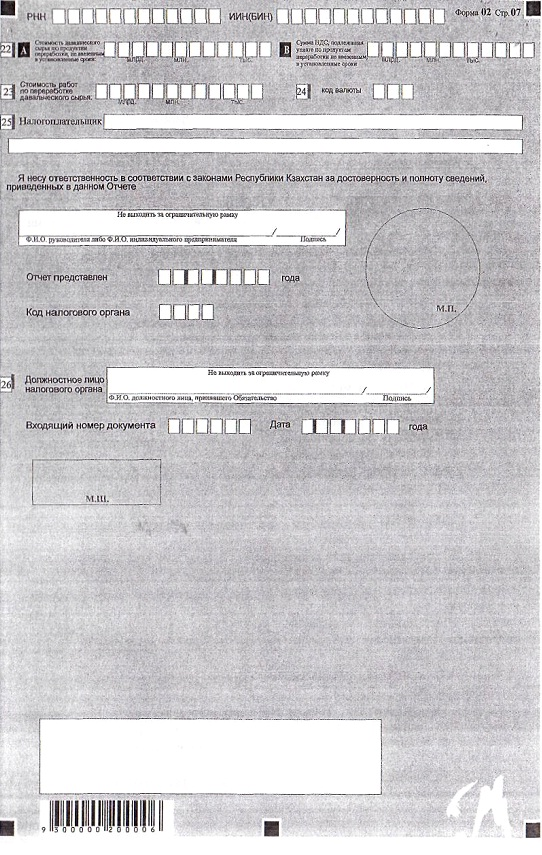 РНН ИИН(БИН) Форма 02 Стр. 07
22 А Стоимость давальческого сырья по продукции переработки, не ввезенным в установленные сроки: млрд. млн. тыс. В Сумма НДС, подлежащая уплате по продуктам переработки не ввезенным в установленные сроки млрд. млн. тыс.
23 Стоимость работ по переработке давальческого сырья: млрд. млн. тыс. 24 код валюты
25 Налогоплательщик
Я несу ответственность в соответствии с законами Республики Казахстан за достоверность и полноту сведений,
приведенных в данном Отчете
Не выходить за ограничительную рамку
/ /
Ф.И.О. руководителя либо Ф.И.О. индивидуального предпринимателя Подпись
Отчет представлен года
М.П.
Код налогового органа
26 Должностное лицо налогового органа
Не выходить за ограничительную рамку
/ /
Ф.И.О. должностного лица, принявшего Обязательство Подпись
Входящий номер документа Дата года
М.Ш.
9 300000 200006